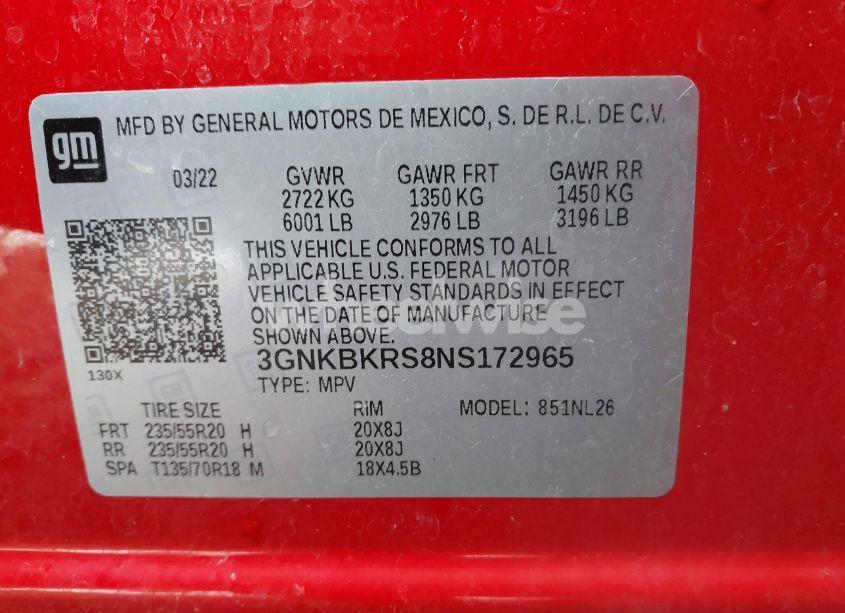 gm
MFD BY GENERAL MOTORS DE MEXICO, S. DE R.L. DE C.V.
03/22 GVWR GAWR FRT GAWR RR
2722 KG 1350 KG 1450 KG
6001 LB 2976 LB 3196 LB
THIS VEHICLE CONFORMS TO ALL
APPLICABLE U.S. FEDERAL MOTOR
VEHICLE SAFETY STANDARDS IN EFFECT
ON THE DATE OF MANUFACTURE
SHOWN ABOVE.
3GNKBKRS8NS172965
130X
TYPE: MPV
TIRE SIZE RIM MODEL: 851NL26
FRT 235/55R20 H 20X8J
RR 235/55R20 H 20X8J
SPA T135/70R18 M 18X4.5B